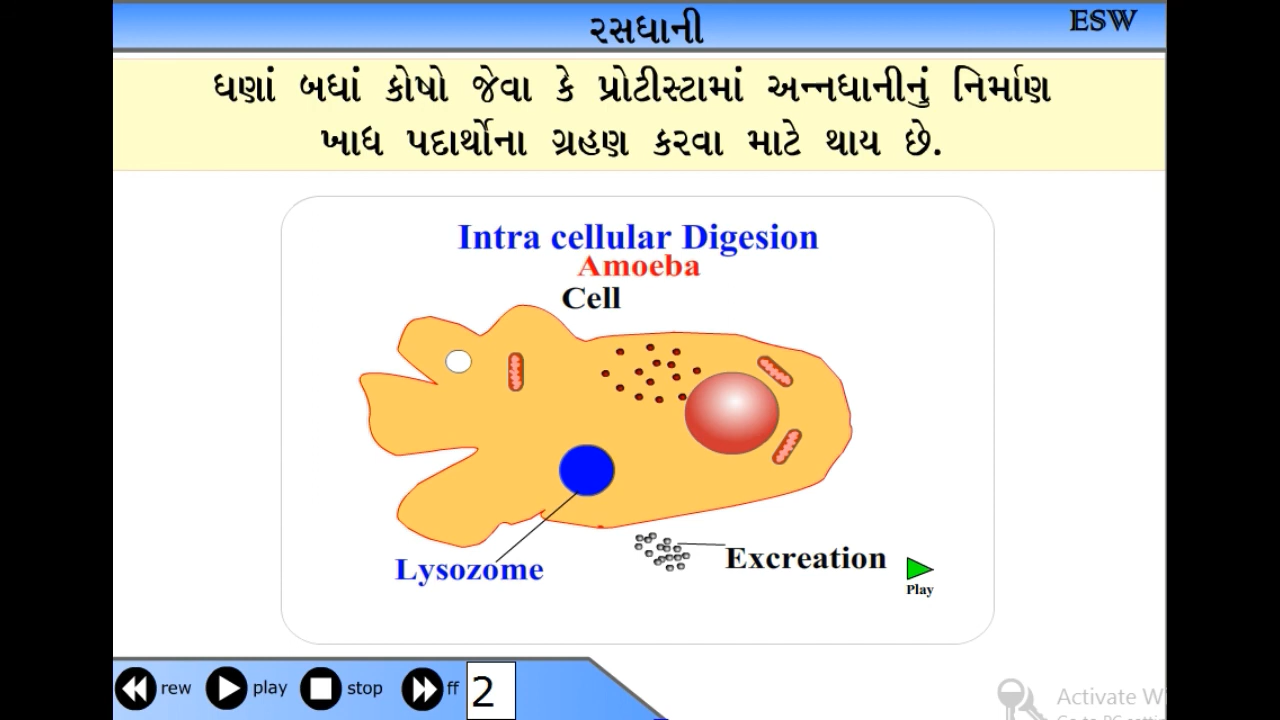 રસધાની
ESW
ઘણાં બધાં કોષો જેવા કે પ્રોટીસ્ટામાં અન્નધાનીનું નિર્માણ
ખાધ પદાર્થોના ગ્રહણ કરવા માટે થાય છે.
Intra cellular Digesion
Amoeba
Cell
Lysozome
Excreation
Play
rew play stop ff 2
Activate